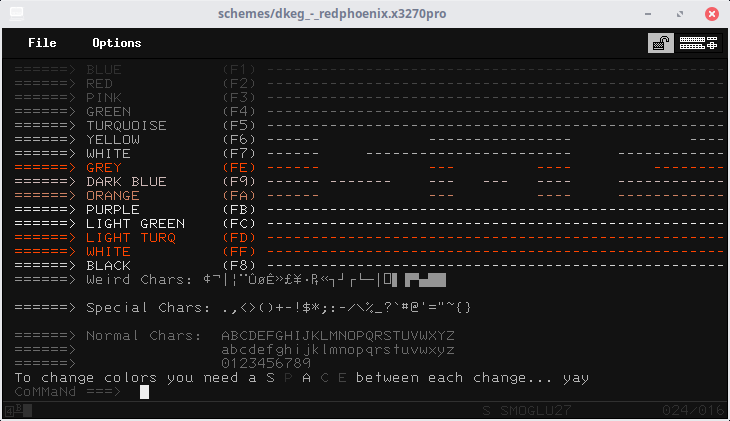 schemes/dkeg_-_redphoenix.x3270pro
File Options
======> BLUE (F1) ----------------------------------------------------
======> RED (F2) ----------------------------------------------------
======> PINK (F3) ----------------------------------------------------
======> GREEN (F4) ----------------------------------------------------
======> TURQUOISE (F5) ----------------------------------------------------
======> YELLOW (F6) ------ --- ------ -------------
======> WHITE (F7) ------ --- ------ -------------
======> GREY (FE) ------ --- ------ -------------
======> DARK BLUE (F9) ------ --- ------ -------------
======> ORANGE (FA) ------ --- ------ -------------
======> PURPLE (FB) ----------------------------------------------------
======> LIGHT GREEN (FC) ----------------------------------------------------
======> LIGHT TURQ (FD) ----------------------------------------------------
======> WHITE (FF) ----------------------------------------------------
======> BLACK (F8) ----------------------------------------------------
======> Weird Chars:
======> Special Chars: .,<>()+-!$*;:-/\%_?`#@'="~{}
======> Normal Chars: ABCDEFGHIJKLMNOPQRSTUVWXYZ
======> abcdefghijklmnopqrstuvwxyz
======> 0123456789
To change colors you need a S P A C E between each change... yay
CoMMaNd ===>
S SMOGLU27 024/016